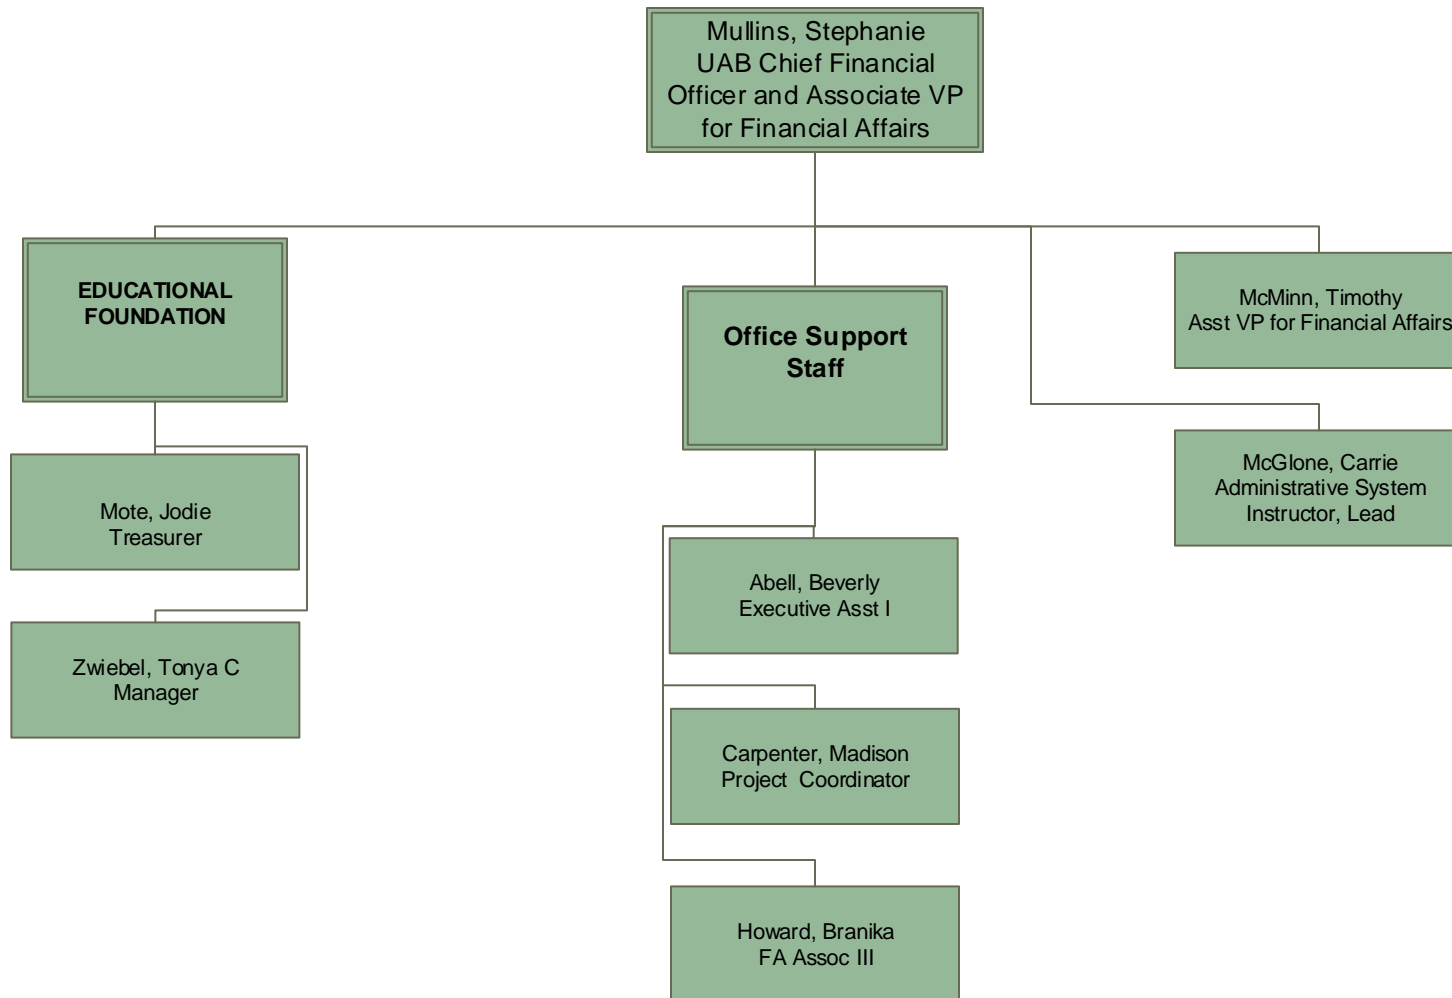 Mullins, Stephanie
UAB Chief Financial
Officer and Associate VP
for Financial Affairs
EDUCATIONAL
FOUNDATION
Mote, Jodie
Treasurer
Zwiebel, Tonya C
Manager
Office Support
Staff
Abell, Beverly
Executive Asst I
Carpenter, Madison
Project Coordinator
Howard, Branika
FA Assoc III
McMinn, Timothy
Asst VP for Financial Affairs
McGlone, Carrie
Administrative System
Instructor, Lead